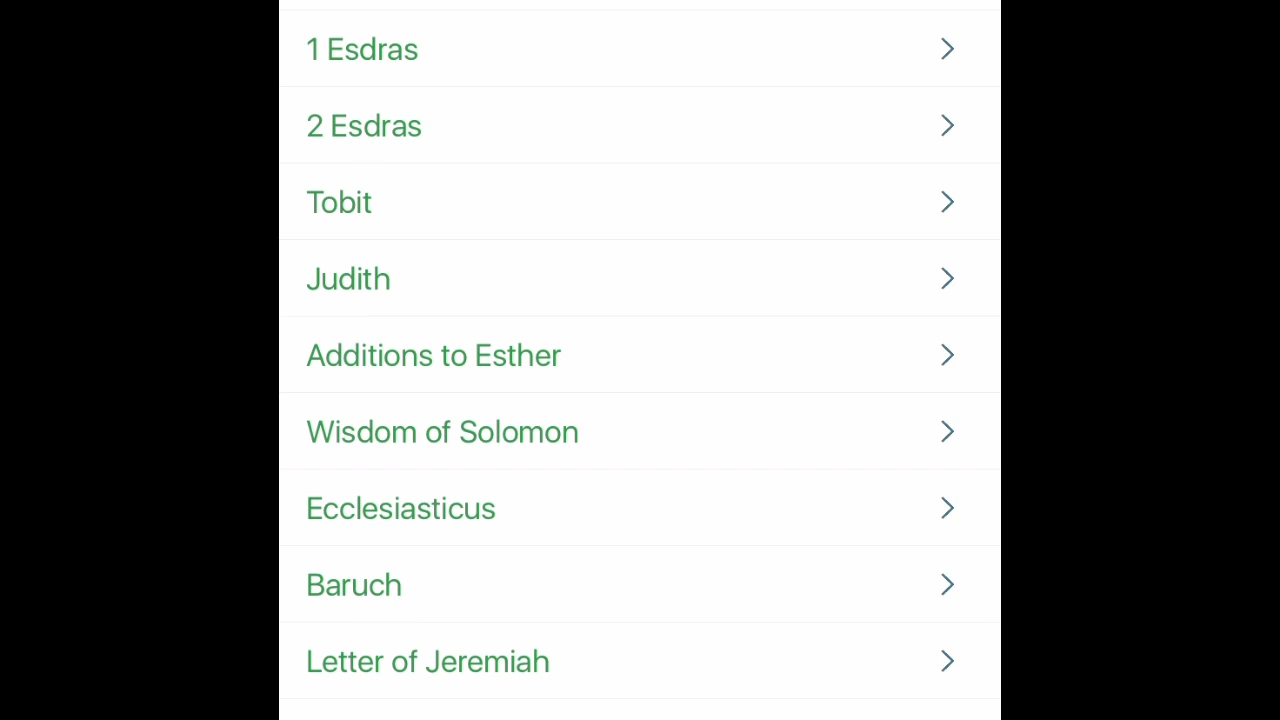 1 Esdras
2 Esdras
Tobit
Judith
Additions to Esther
Wisdom of Solomon
Ecclesiasticus
Baruch
Letter of Jeremiah